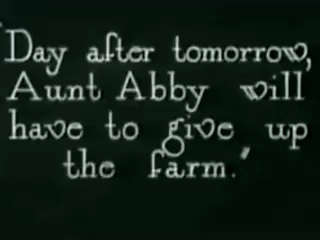 "Day after tomorrow,
Aunt Abby will
have to give up
the farm."